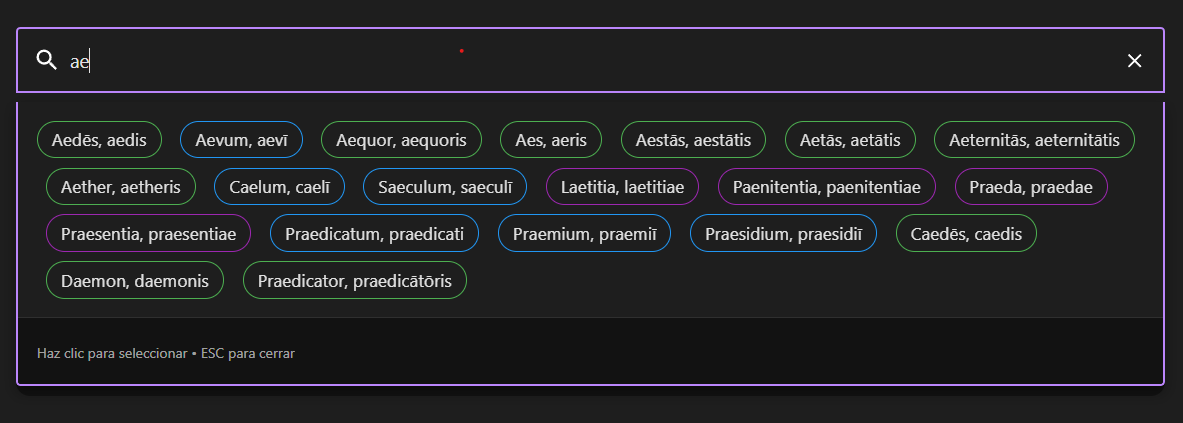 ae
Aedēs, aedis Aevum, aevī Aequor, aequoris Aes, aeris Aestās, aestātis Aetās, aetātis Aeternitās, aeternitātis
Aether, aetheris Caelum, caelī Saeculum, saeculī Laetitia, laetitiae Paenitentia, paenitentiae Praeda, praedae
Praesentia, praesentiae Praedicatum, praedicati Praemium, praemiī Praesidium, praesidiī Caedēs, caedis
Daemon, daemonis Praedicator, praedicātōris
Haz clic para seleccionar • ESC para cerrar